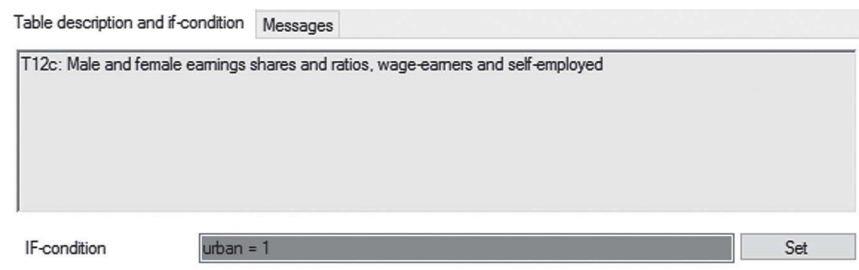 Table description and if-condition Messages
T12c: Male and female earnings shares and ratios, wage-earners and self-employed
IF-condition urban = 1 Set